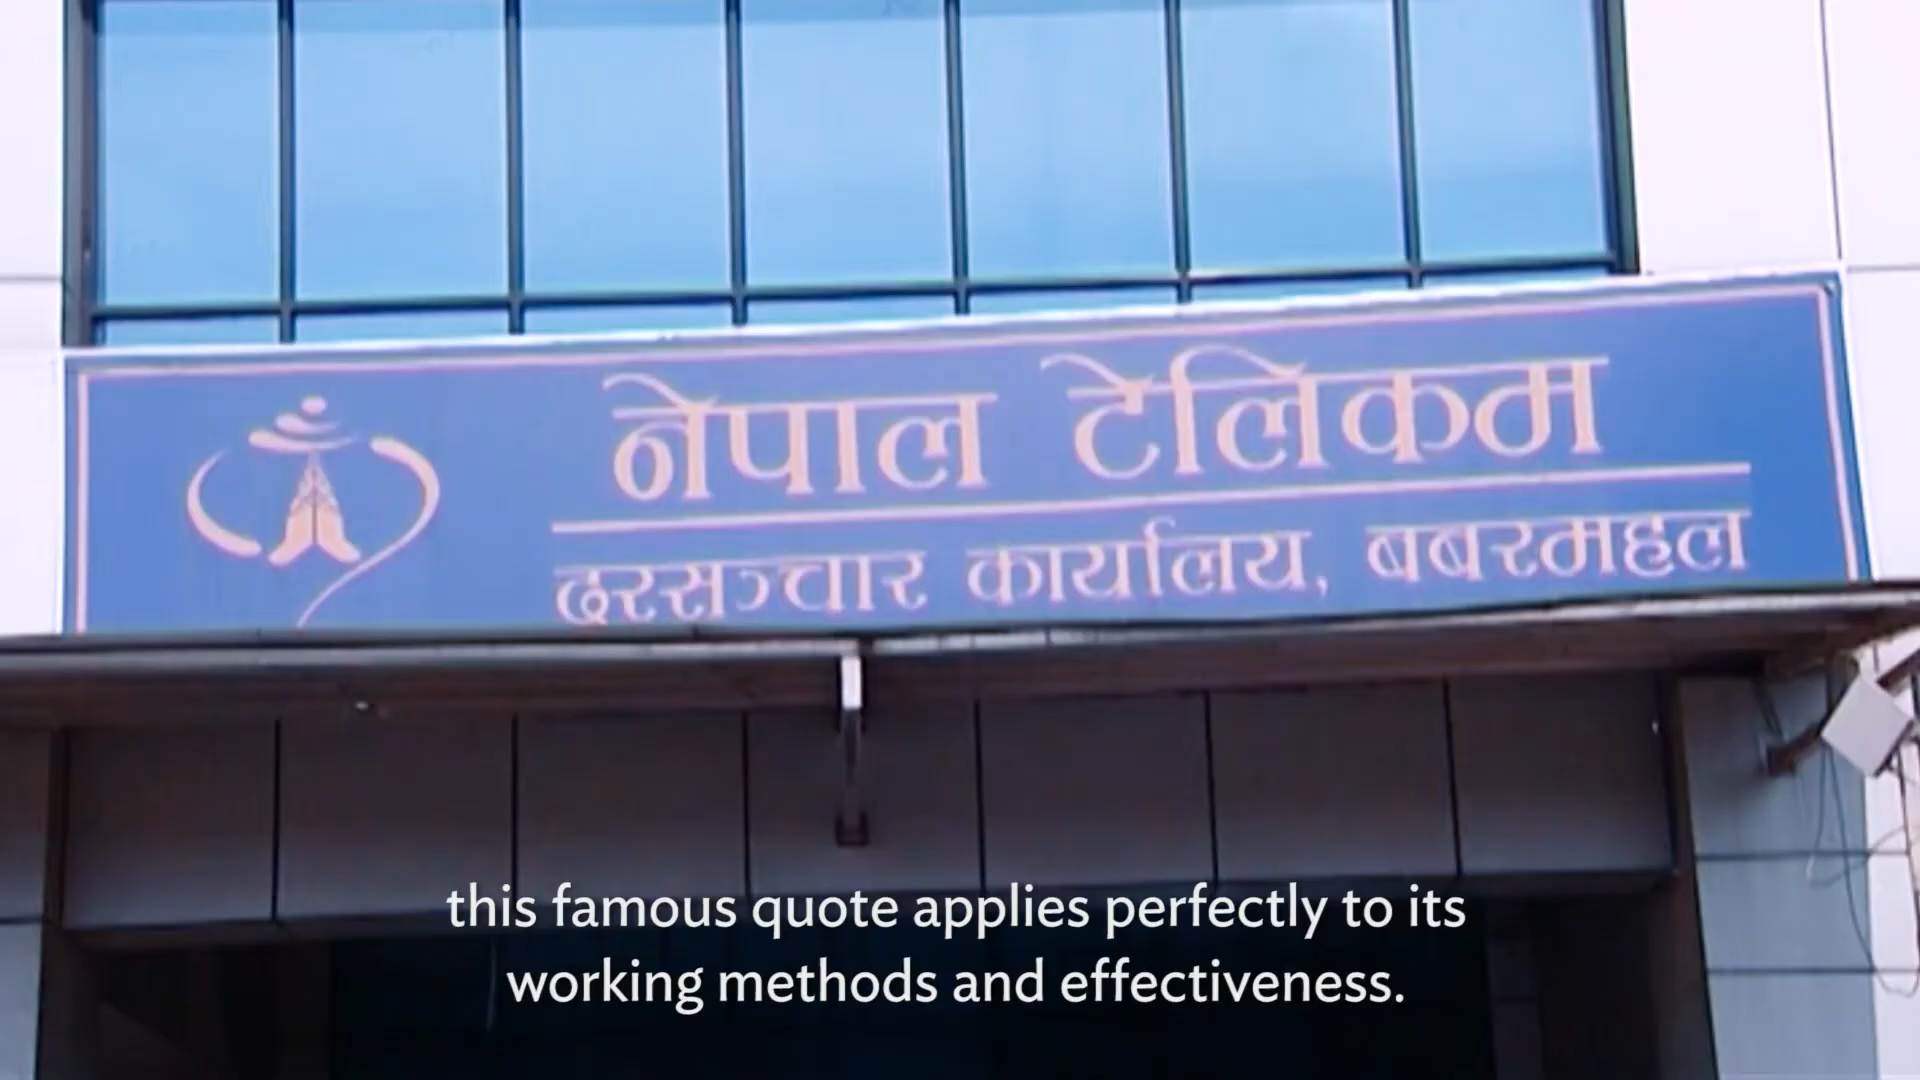 नेपाल टेलिकम
दूरसञ्चार कार्यालय, बबरमहल
this famous quote applies perfectly to its
working methods and effectiveness.